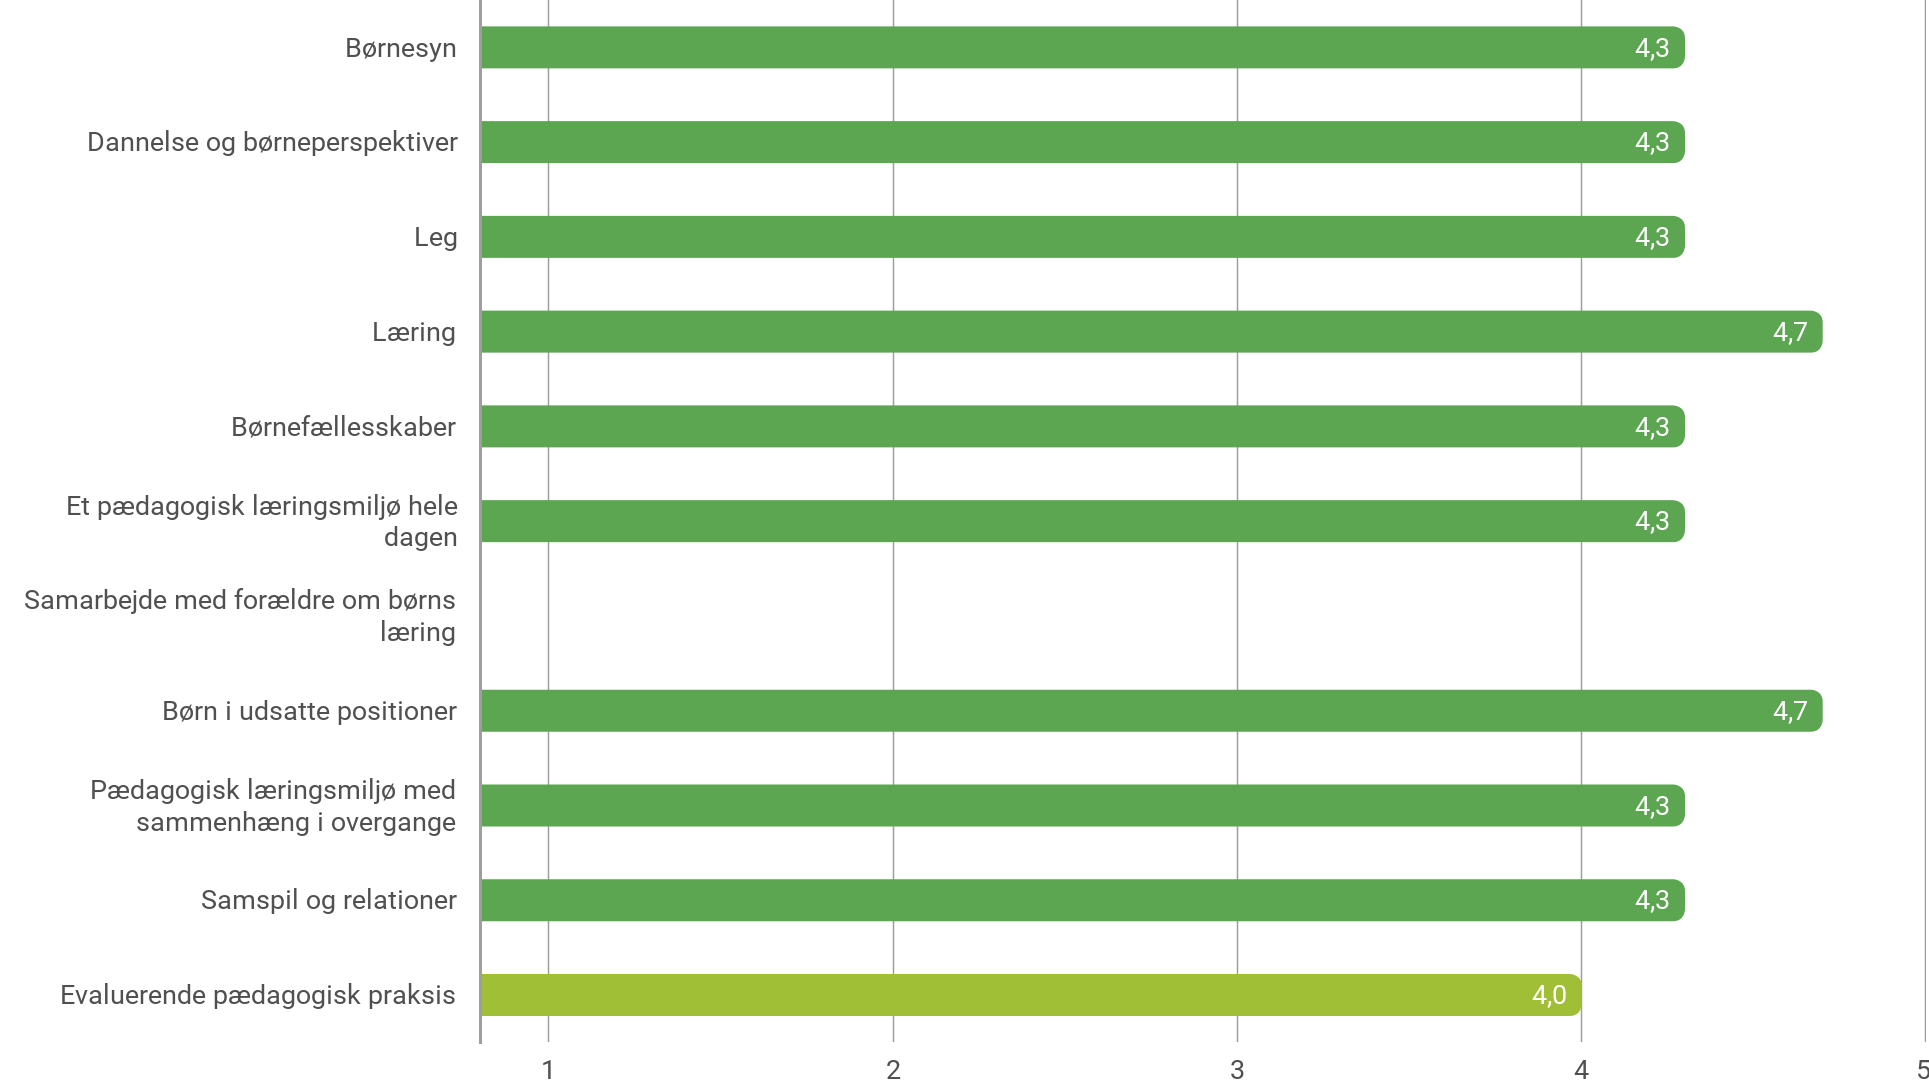 Børnesyn
4,3
Dannelse og børneperspektiver
4,3
Leg
4,3
Læring
4,7
Børnefællesskaber
4,3
Et pædagogisk læringsmiljø hele
dagen
4,3
Samarbejde med forældre om børns
læring
Børn i udsatte positioner
4,7
Pædagogisk læringsmiljø med
sammenhæng i overgange
4,3
Samspil og relationer
4,3
Evaluerende pædagogisk praksis
4,0
1 2 3 4 5